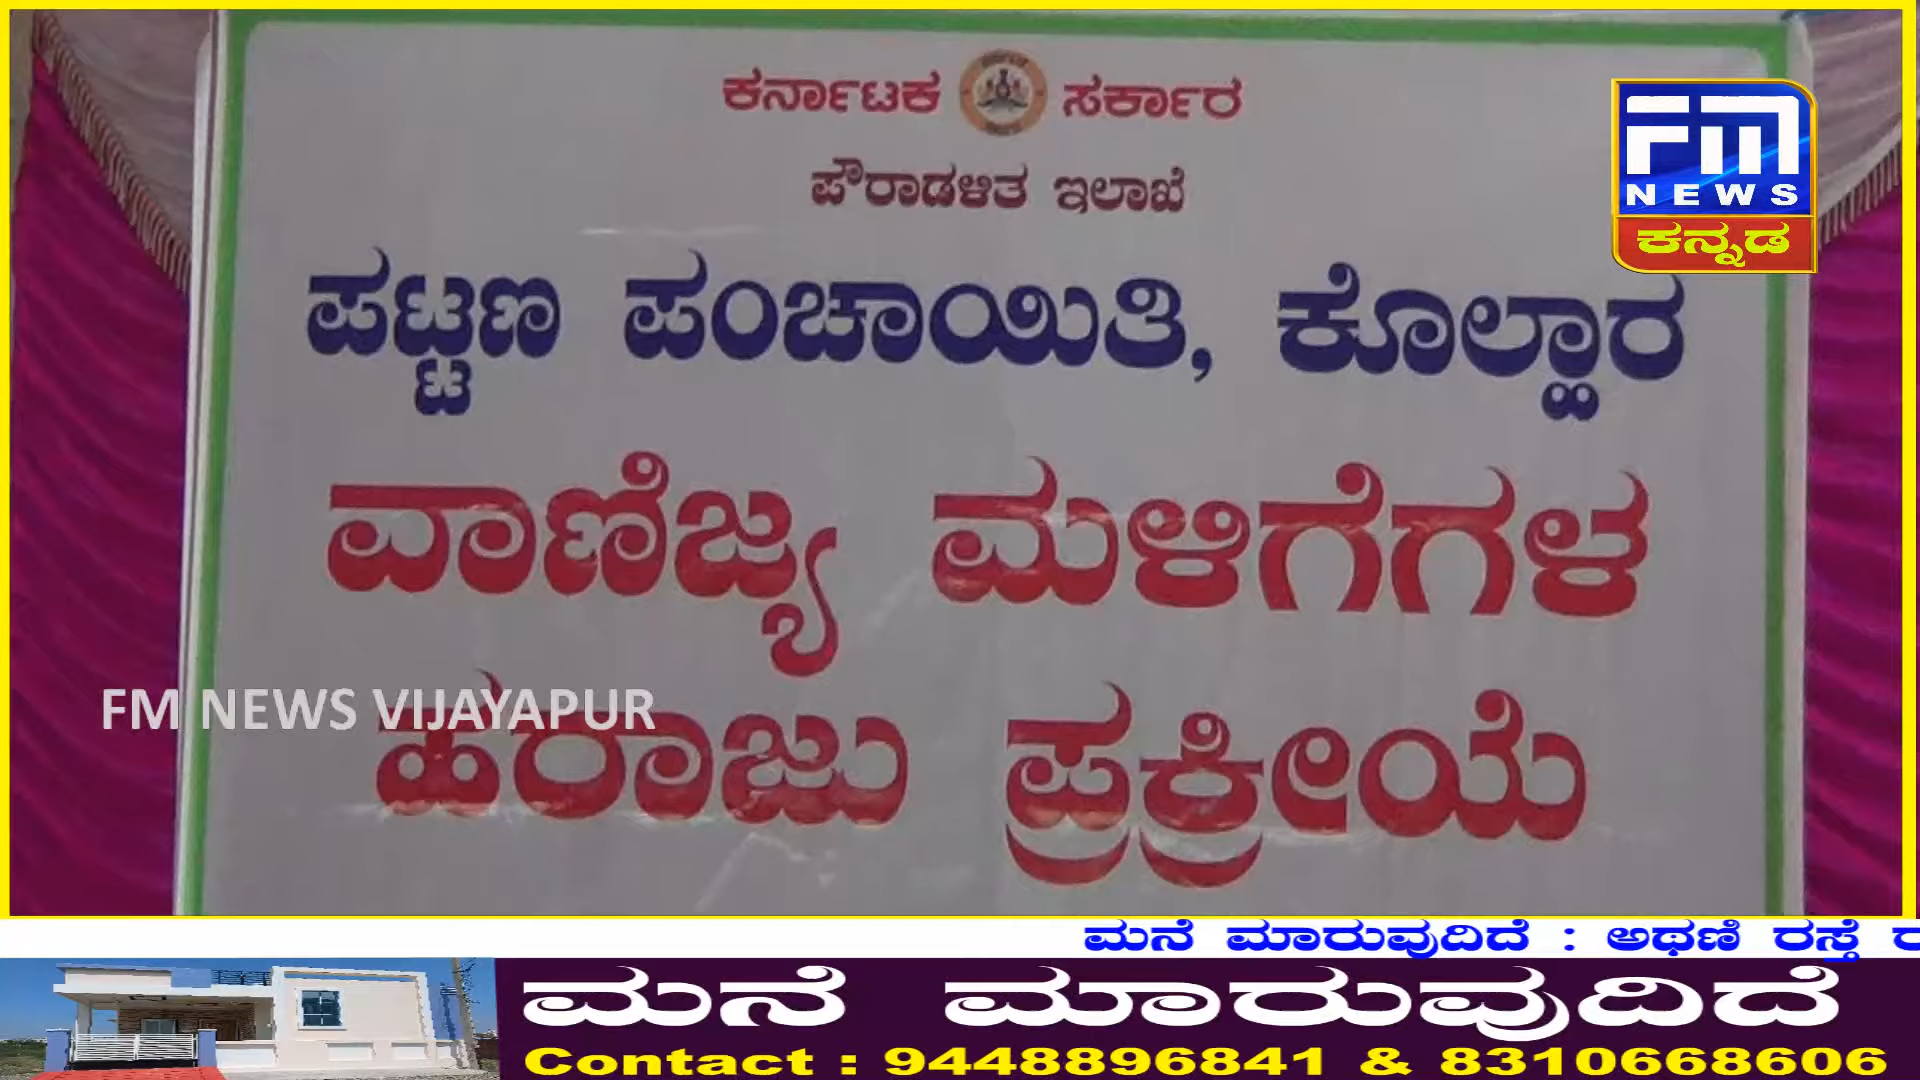 ಕರ್ನಾಟಕ ಸರ್ಕಾರ
ಪೌರಾಡಳಿತ ಇಲಾಖೆ
ಪಟ್ಟಣ ಪಂಚಾಯಿತಿ, ಕೊಲ್ಹಾರ
ವಾಣಿಜ್ಯ ಮಳಿಗೆಗಳ
ಹರಾಜು ಪ್ರಕ್ರೀಯೆ
FM
NEWS
ಕನ್ನಡ
FM NEWS VIJAYAPUR
ಮನೆ ಮಾರುವುದಿದೆ : ಅಥಣಿ ರಸ್ತೆ
ಮನೆ ಮಾರುವುದಿದೆ
Contact : 9448896841 & 8310668606